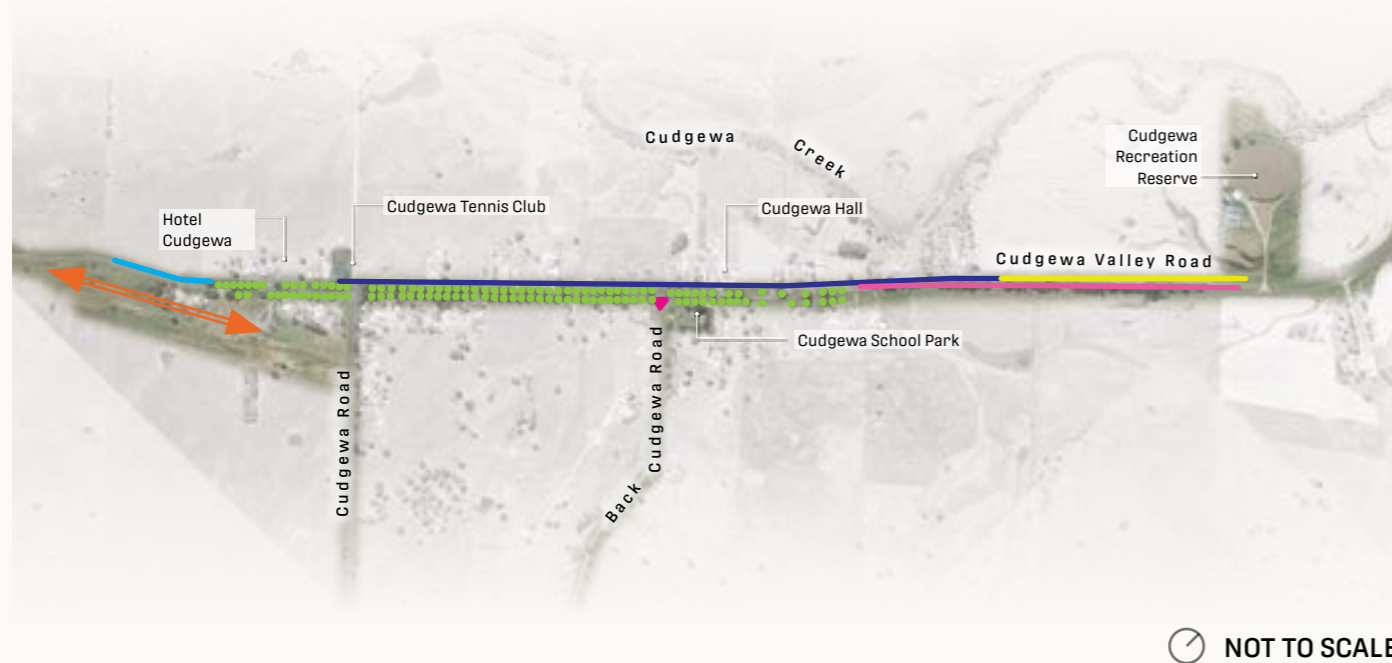 Cudgewa
Creek
Cudgewa
Recreation
Reserve
Hotel
Cudgewa
Cudgewa Tennis Club
Cudgewa Hall
Cudgewa Valley Road
Cudgewa School Park
Cudgewa Road
Back Cudgewa Road
NOT TO SCALE